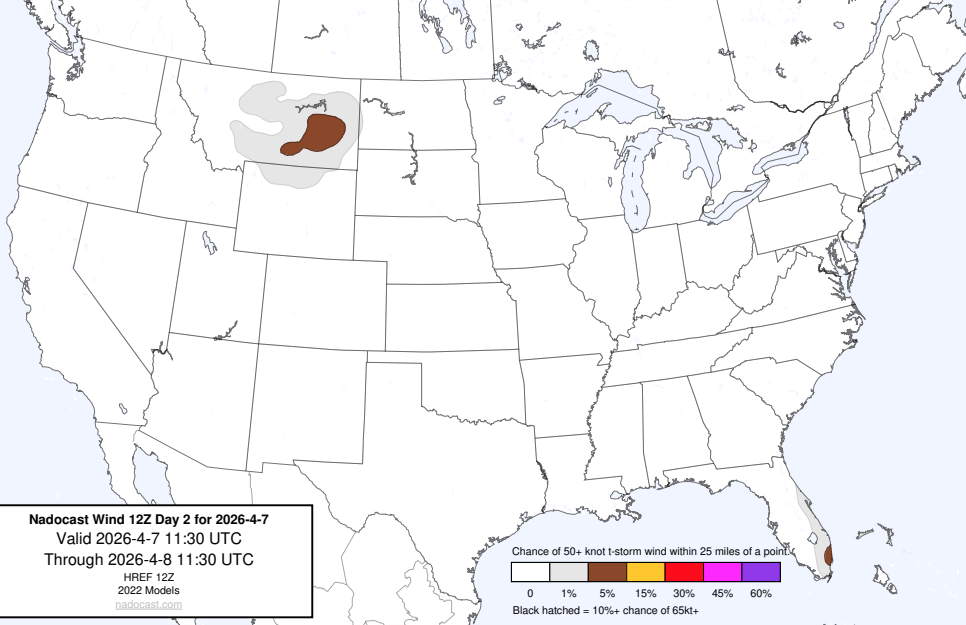 Nadocast Wind 12Z Day 2 for 2026-4-7
Valid 2026-4-7 11:30 UTC
Through 2026-4-8 11:30 UTC
HREF 12Z
2022 Models
nadocast.com
Chance of 50+ knot t-storm wind within 25 miles of a point.
0 1% 5% 15% 30% 45% 60%
Black hatched = 10%+ chance of 65kt+